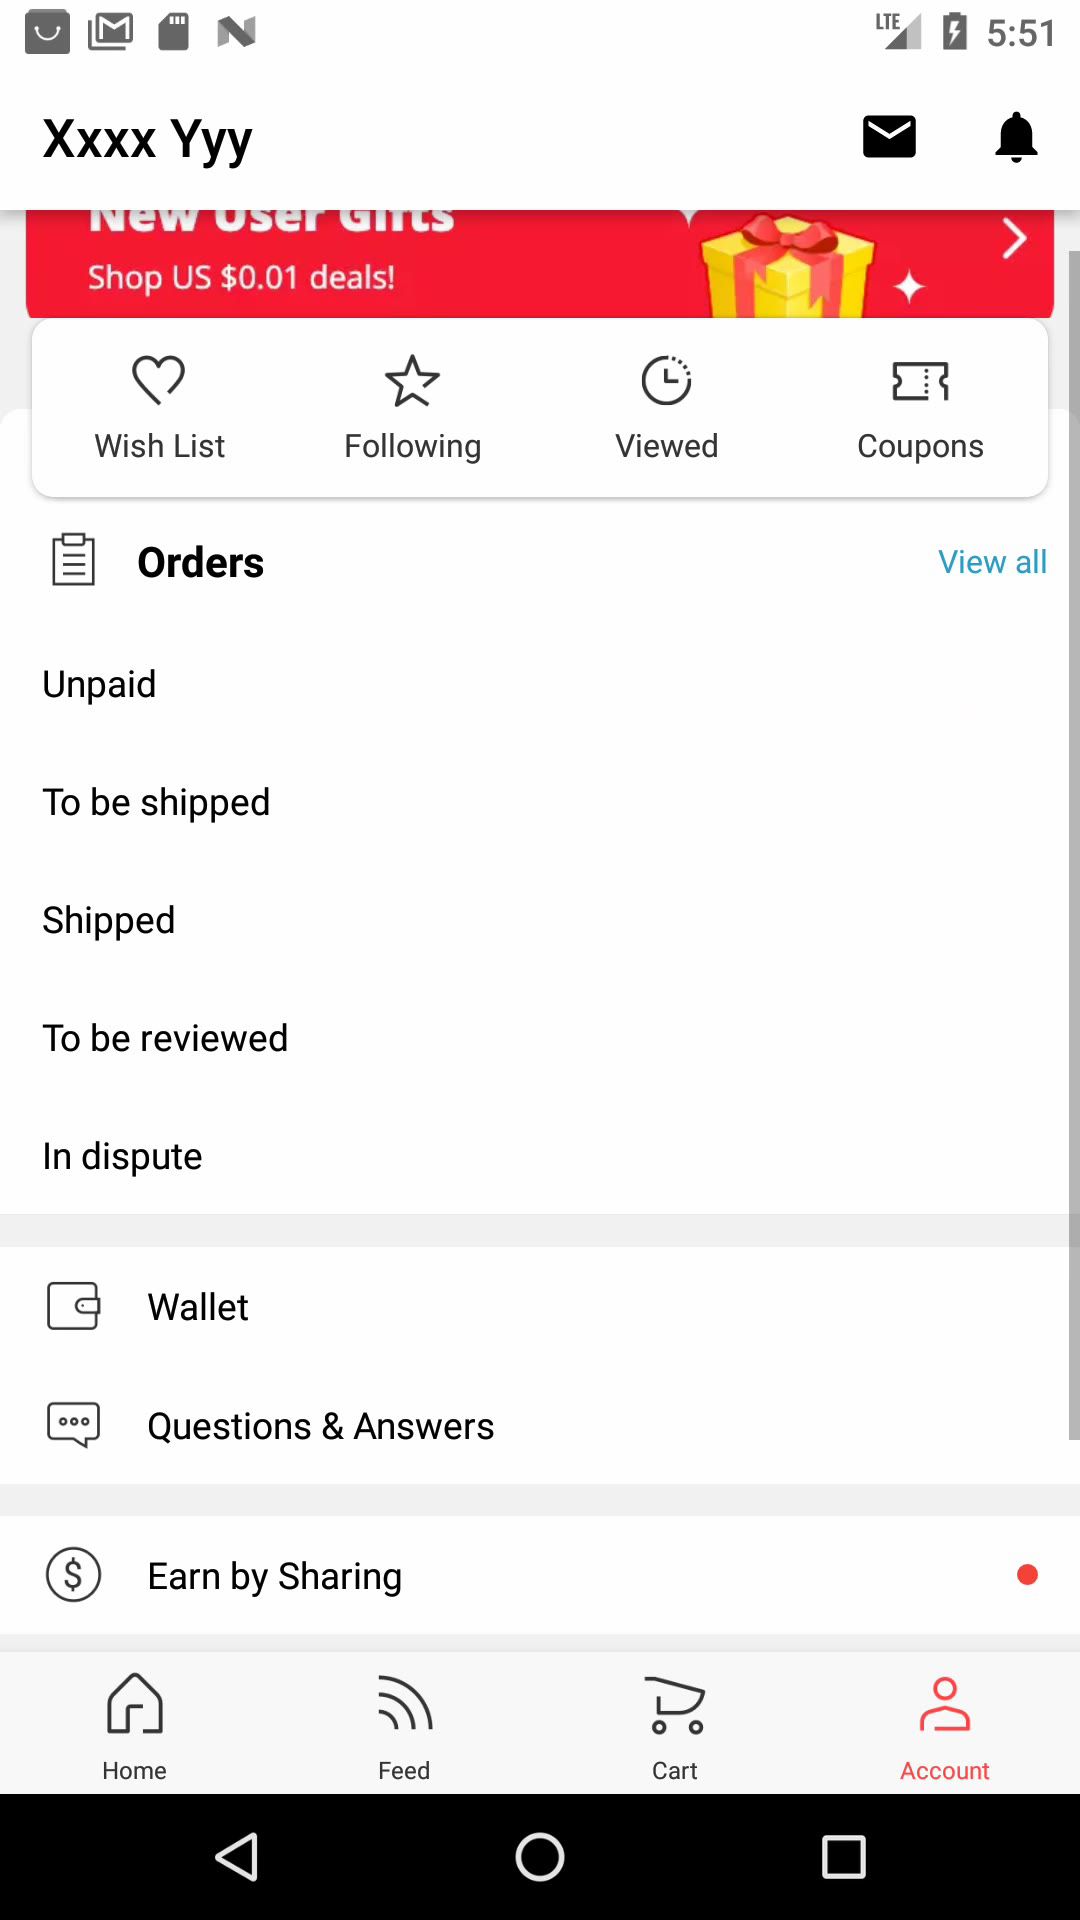 LTE 5:51
Xxxx Yyy
New User Gifts
Shop US $0.01 deals!
Wish List Following Viewed Coupons
Orders View all
Unpaid
To be shipped
Shipped
To be reviewed
In dispute
Wallet
Questions & Answers
Earn by Sharing
Home Feed Cart Account